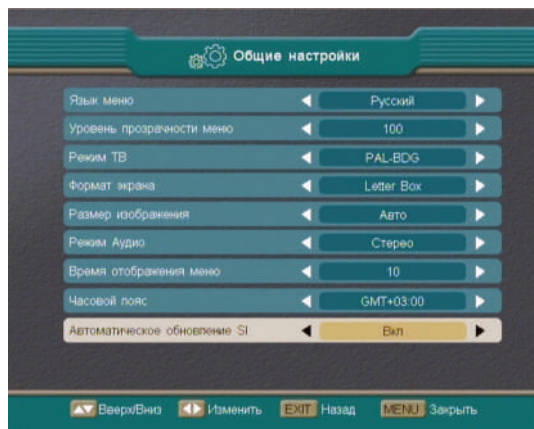 Общие настройки
Язык меню Русский
Уровень прозрачности меню 100
Режим ТВ PAL-BDG
Формат экрана Letter Box
Размер изображения Авто
Режим Аудио Стерео
Время отображения меню 10
Часовой пояс GMT+03:00
Автоматическое обновление SI Вкл
Вверх/Вниз Изменить EXIT Назад MENU Закрыть